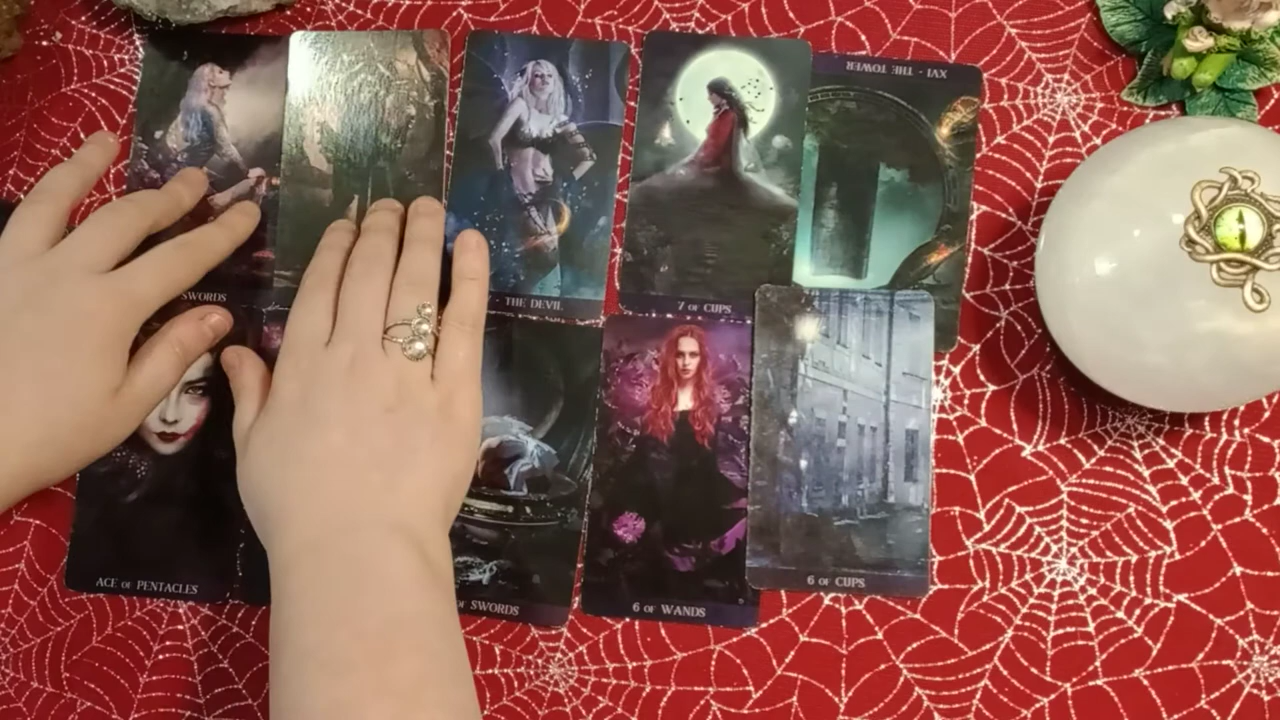 XVI · THE TOWER
SWORDS
· THE DEVIL
7 OF CUPS
ACE OF PENTACLES
OF SWORDS
6 OF WANDS
6 OF CUPS